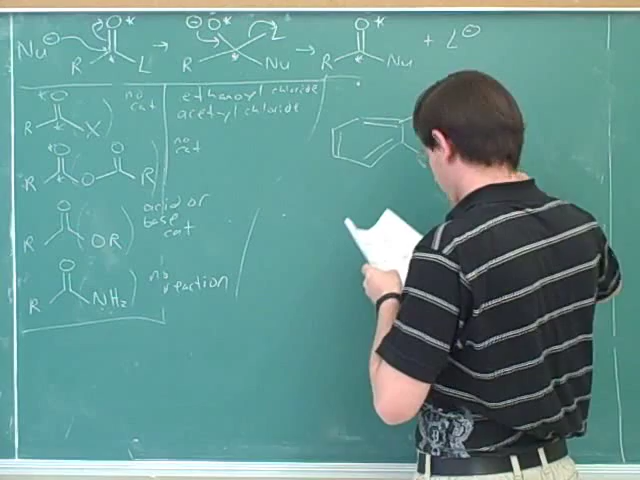 Nu⊖ O* R L → ⊖ O* L R Nu → O* R Nu + L⊖
O R X no cat ethanoyl chloride
acetyl chloride
O O R O R no cat
O R OR acid or base cat
O R NH2 no reaction